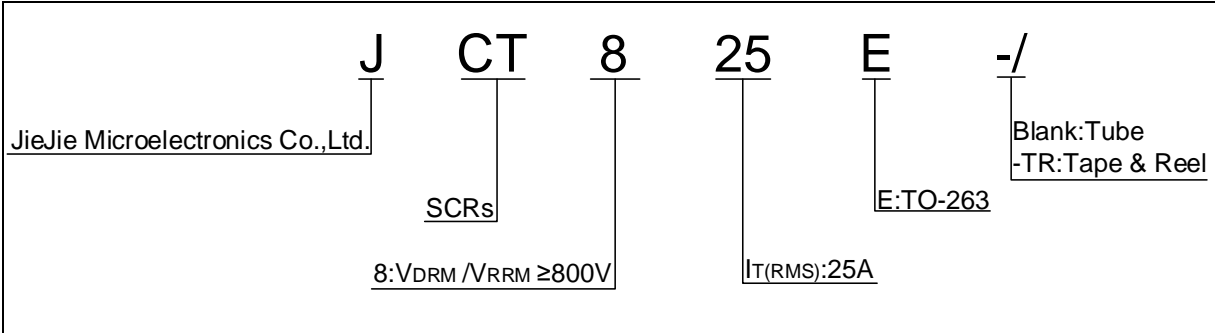 J CT 8 25 E -/
JieJie Microelectronics Co.,Ltd.
Blank:Tube
-TR:Tape & Reel
SCRs
E:TO-263
8:VDRM /VRRM ≥800V
IT(RMS):25A